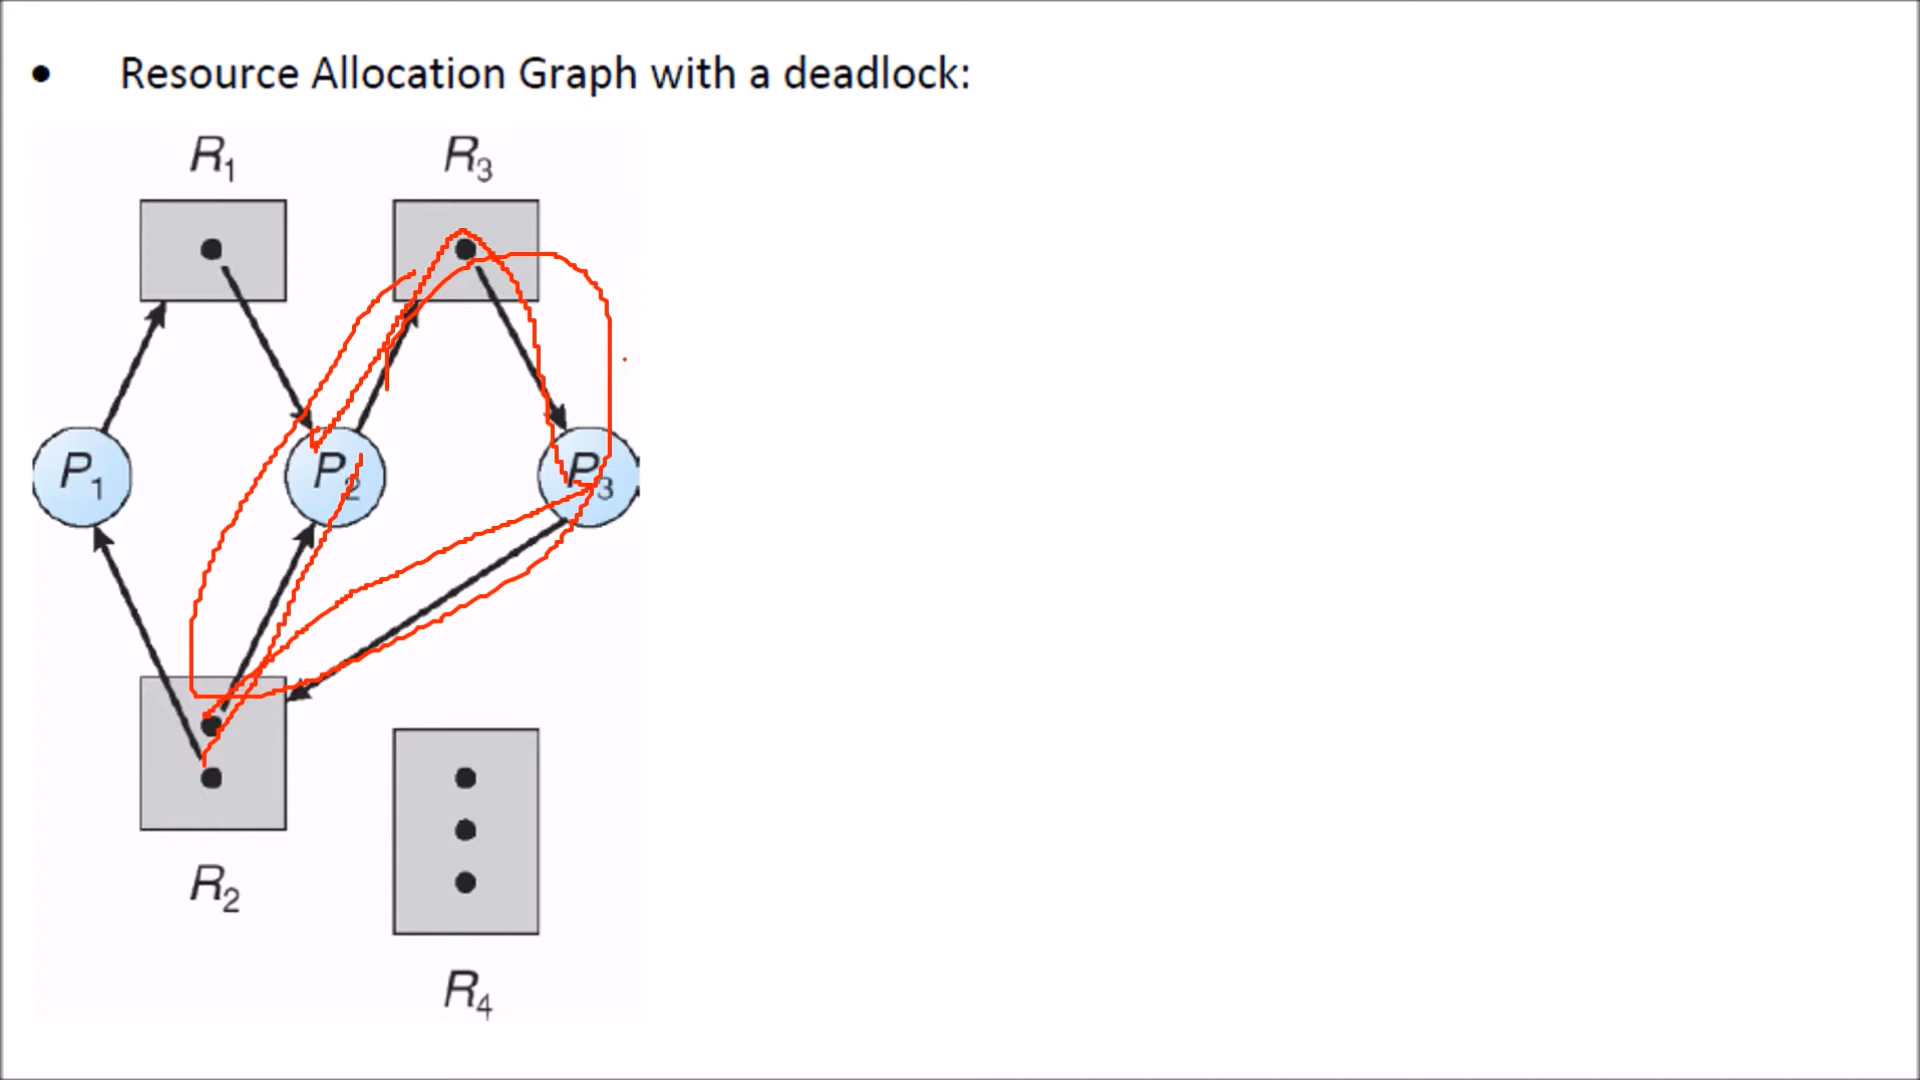 • Resource Allocation Graph with a deadlock:
R₁ R₃
P₁ P₂ P₃
R₂
R₄